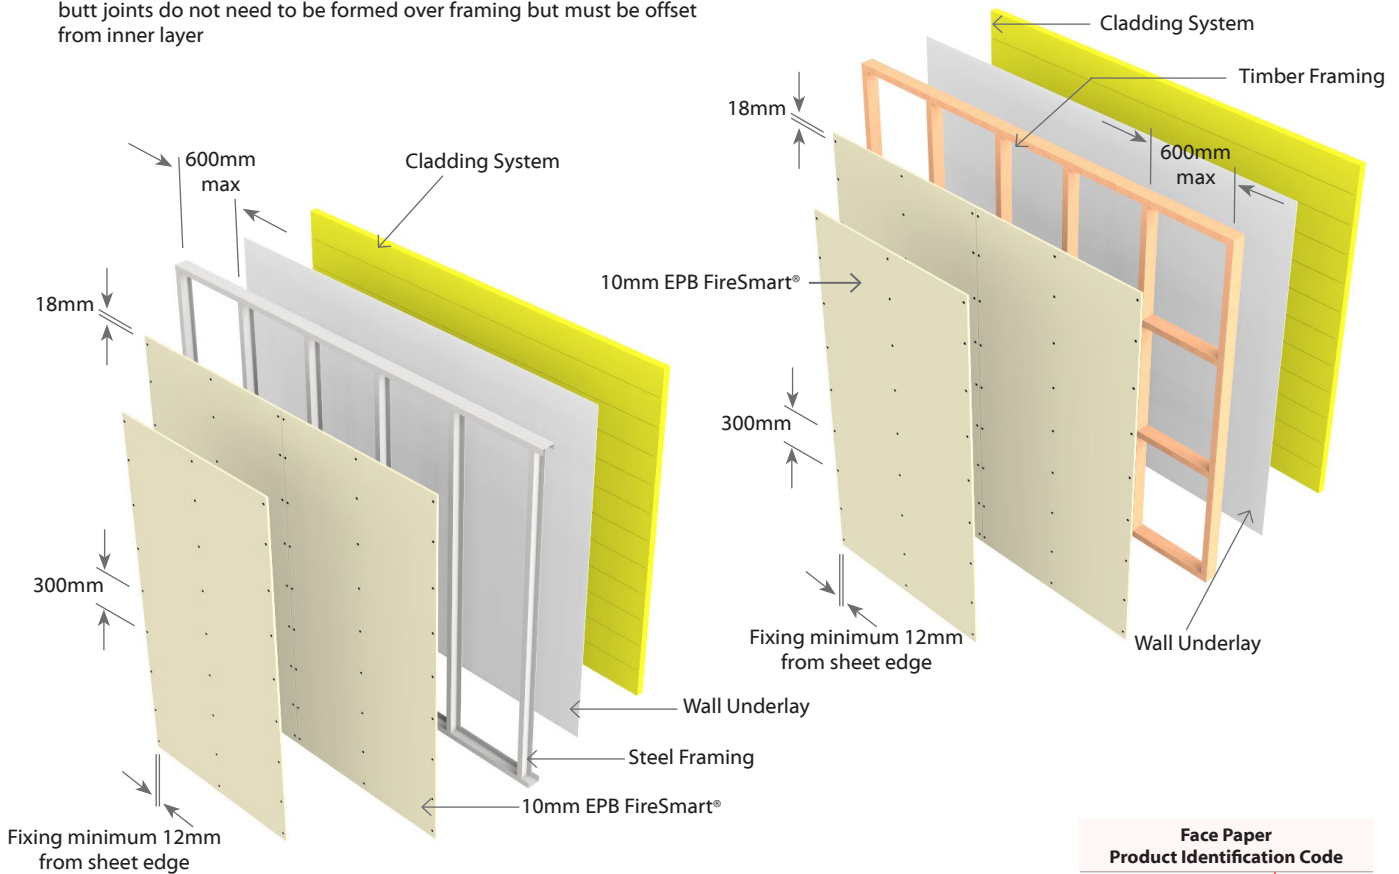 butt joints do not need to be formed over framing but must be offset
from inner layer
600mm
max
Cladding System
18mm
300mm
Fixing minimum 12mm
from sheet edge
Wall Underlay
Steel Framing
10mm EPB FireSmart®
Cladding System
Timber Framing
18mm
600mm
max
10mm EPB FireSmart®
300mm
Fixing minimum 12mm
from sheet edge
Wall Underlay
Face Paper
Product Identification Code